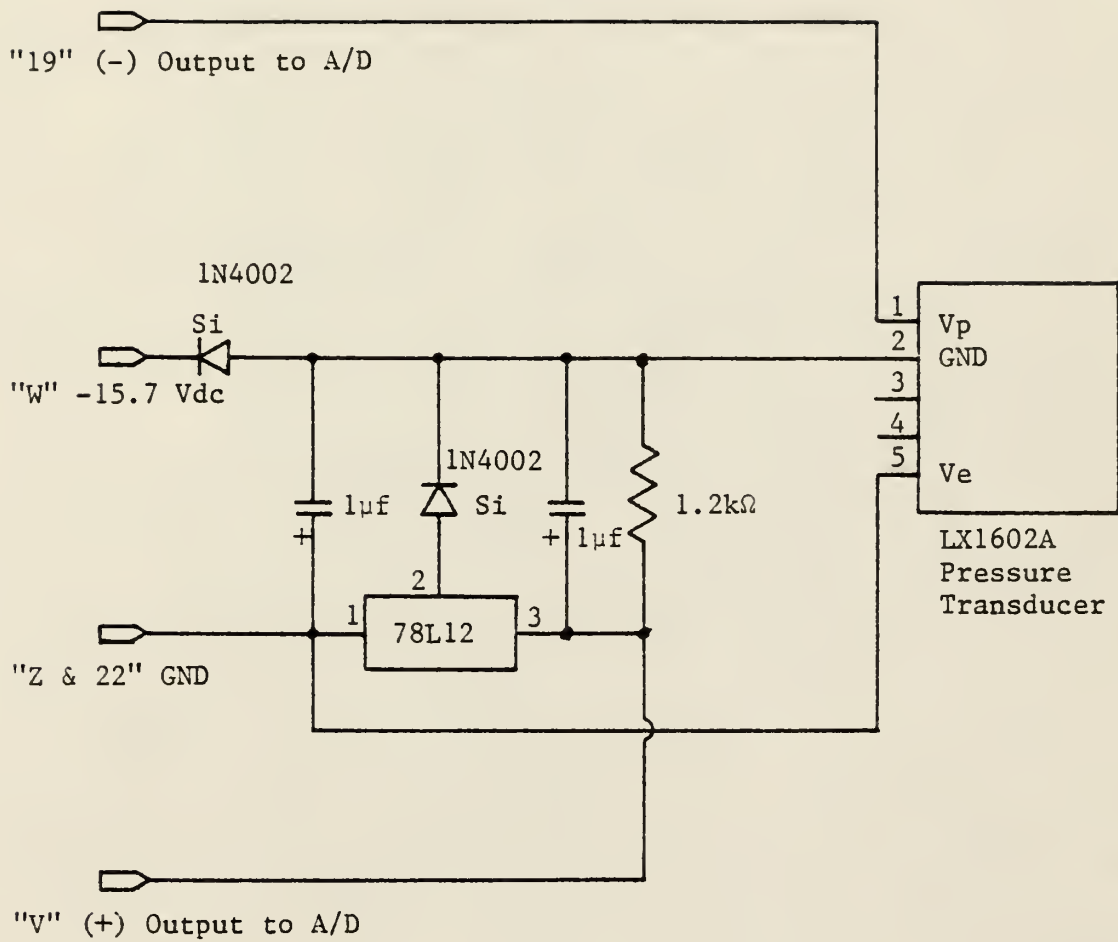 "19" (-) Output to A/D
1N4002
Si
"W" -15.7 Vdc
1 Vp
2 GND
3
4
5 Ve
LX1602A
Pressure
Transducer
1N4002
Si
1µf
+
1µf
+
1.2kΩ
2
1 78L12 3
"Z & 22" GND
"V" (+) Output to A/D